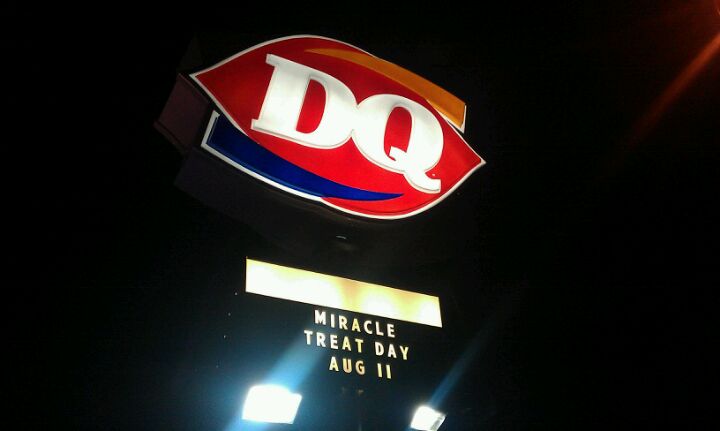 DQ
MIRACLE
TREAT DAY
AUG 11